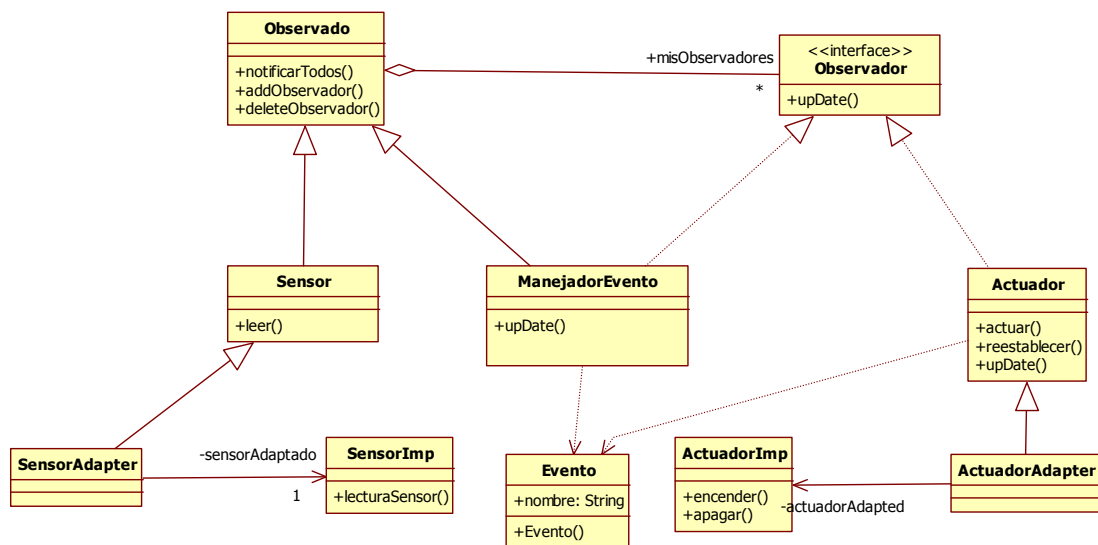 Observado
+notificarTodos()
+addObservador()
+deleteObservador()
+misObservadores
*
<<interface>>
Observador
+upDate()
Sensor
+leer()
ManejadorEvento
+upDate()
Actuador
+actuar()
+reestablecer()
+upDate()
SensorAdapter
-sensorAdaptado
1
SensorImp
+lecturaSensor()
Evento
+nombre: String
+Evento()
ActuadorImp
+encender()
+apagar()
-actuadorAdapted
ActuadorAdapter